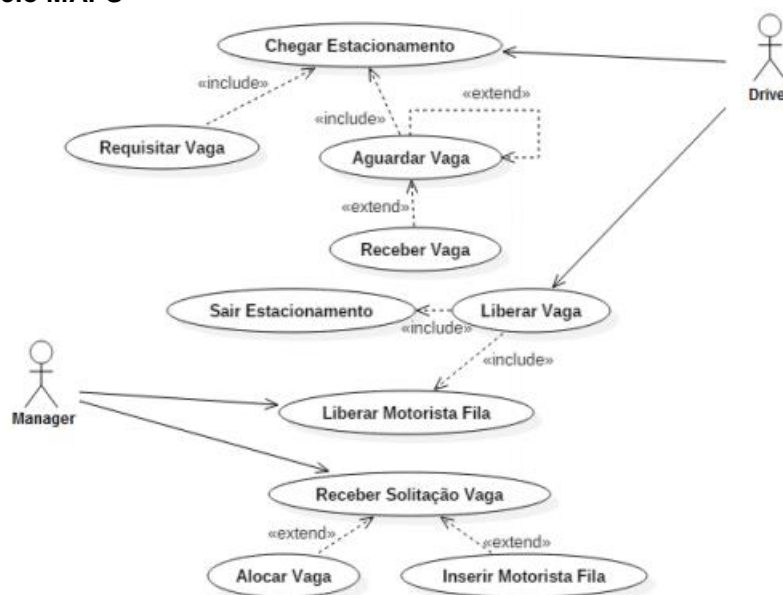 Chegar Estacionamento
«include»
«extend»
Drive
«include»
Requisitar Vaga
Aguardar Vaga
«extend»
Receber Vaga
Sair Estacionamento
Liberar Vaga
«include»
«include»
Manager
Liberar Motorista Fila
Receber Solitação Vaga
«extend»
«extend»
Alocar Vaga
Inserir Motorista Fila